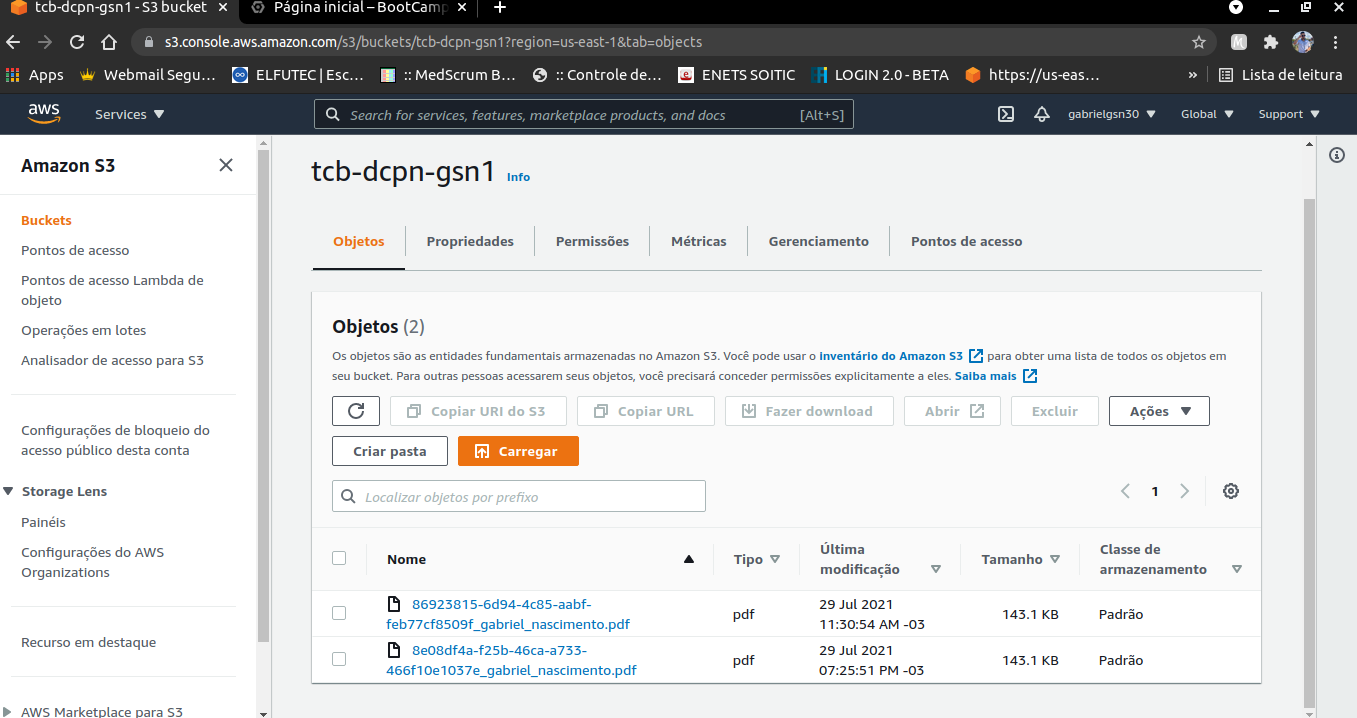 tcb-dcpn-gsn1 - S3 bucket
Página inicial – BootCamp
s3.console.aws.amazon.com/s3/buckets/tcb-dcpn-gsn1?region=us-east-1&tab=objects
Apps
Webmail Segu...
ELFUTEC | Esc...
:: MedScrum B...
:: Controle de...
ENETS SOITIC
LOGIN 2.0 - BETA
https://us-eas...
»
Lista de leitura
aws
Services
Search for services, features, marketplace products, and docs
[Alt+S]
gabrielgsn30
Global
Support
Amazon S3
Buckets
Pontos de acesso
Pontos de acesso Lambda de
objeto
Operações em lotes
Analisador de acesso para S3
Configurações de bloqueio do
acesso público desta conta
Storage Lens
Painéis
Configurações do AWS
Organizations
Recurso em destaque
AWS Marketplace para S3
tcb-dcpn-gsn1 Info
Objetos
Propriedades
Permissões
Métricas
Gerenciamento
Pontos de acesso
Objetos (2)
Os objetos são as entidades fundamentais armazenadas no Amazon S3. Você pode usar o inventário do Amazon S3 para obter uma lista de todos os objetos em
seu bucket. Para outras pessoas acessarem seus objetos, você precisará conceder permissões explicitamente a eles. Saiba mais
Copiar URI do S3
Copiar URL
Fazer download
Abrir
Excluir
Ações
Criar pasta
Carregar
Localizar objetos por prefixo
1
Nome
Tipo
Última
modificação
Tamanho
Classe de
armazenamento
86923815-6d94-4c85-aabf-
feb77cf8509f_gabriel_nascimento.pdf
pdf
29 Jul 2021
11:30:54 AM -03
143.1 KB
Padrão
8e08df4a-f25b-46ca-a733-
466f10e1037e_gabriel_nascimento.pdf
pdf
29 Jul 2021
07:25:51 PM -03
143.1 KB
Padrão